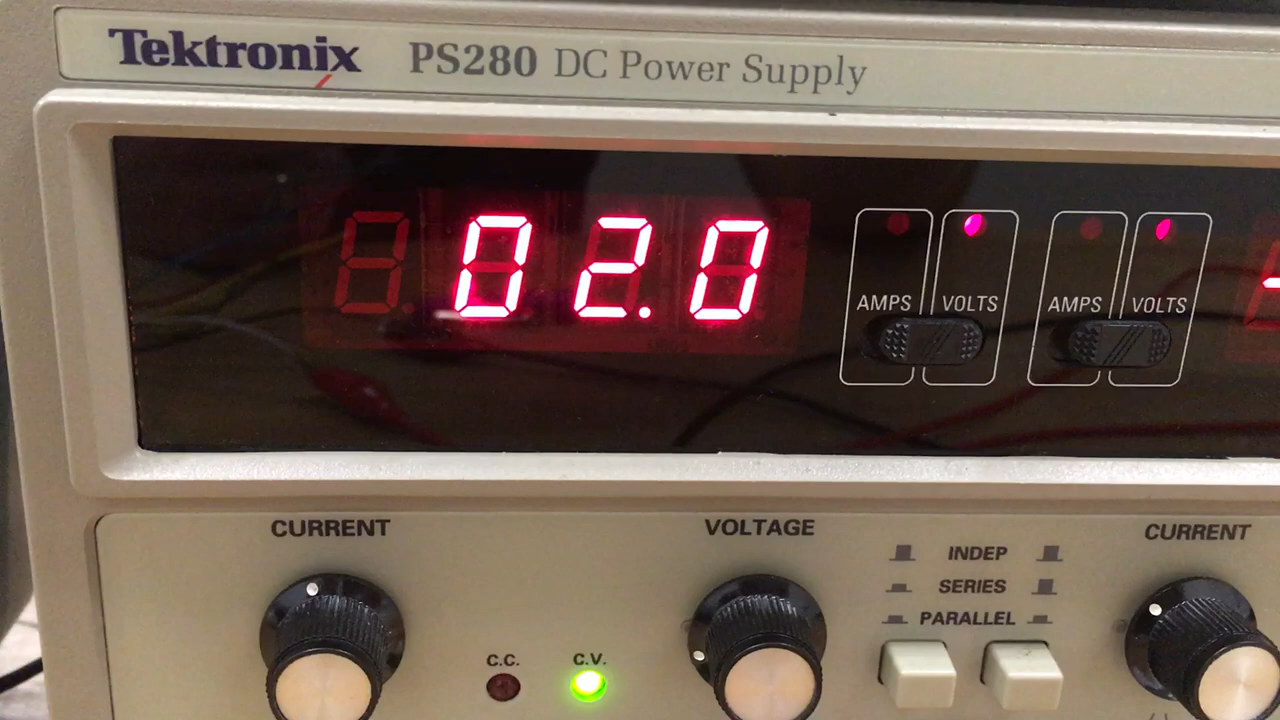 Tektronix PS280 DC Power Supply
02.0
AMPS VOLTS AMPS VOLTS
CURRENT VOLTAGE CURRENT
INDEP
SERIES
PARALLEL
C.C. C.V.